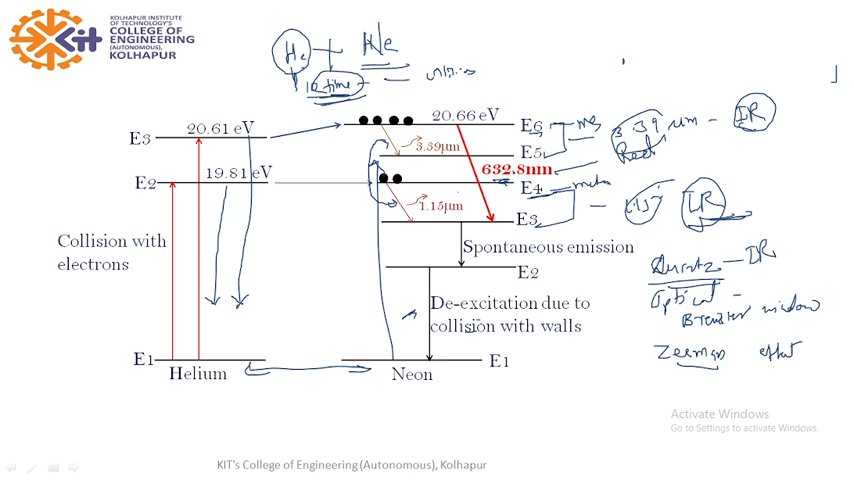 KOLHAPUR INSTITUTE
OF TECHNOLOGY'S
COLLEGE OF
ENGINEERING
(AUTONOMOUS),
KOLHAPUR
He + Ne
time
20.61 eV
E3
20.66 eV
E6
3.39 μm - IR
E5
3.39μm
Red
632.8nm
19.81 eV
E2
E4
1.15μm
E3
IR
Collision with
electrons
Spontaneous emission
E2
Quartz - IR
Optical -
Brewster window
De-excitation due to
collision with walls
Zeeman effect
E1
Helium
Neon
E1
Activate Windows
Go to Settings to activate Windows.
KIT's College of Engineering (Autonomous), Kolhapur